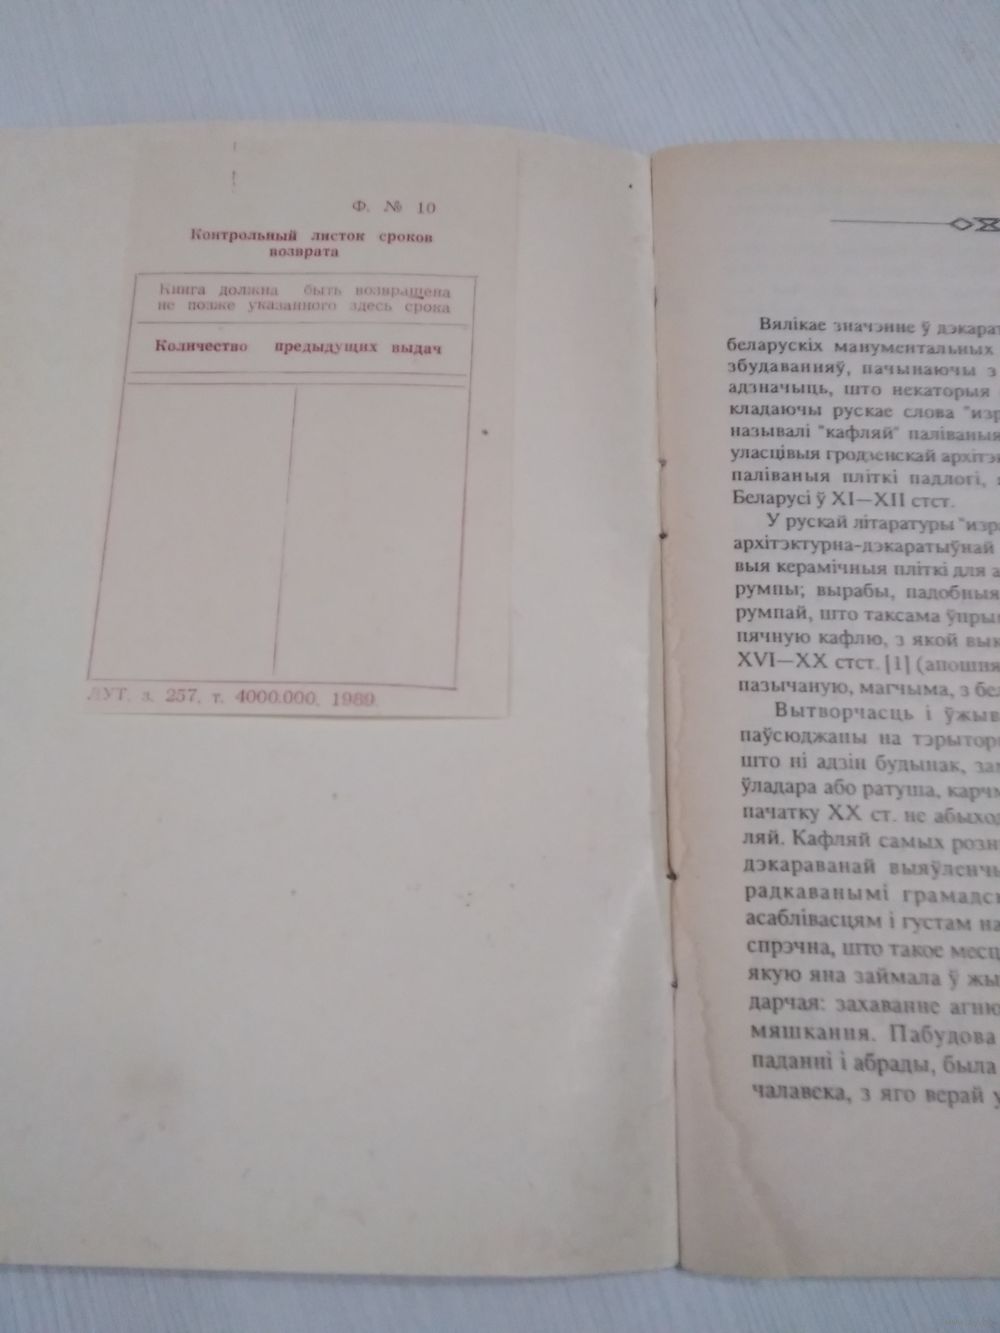 Ф. № 10
Контрольный листок сроков
возврата
Книга должна быть возвращена
не позже указанного здесь срока
Количество предыдущих выдач
ЛУТ. з. 257, т. 4000.000. 1989.
Вялікае значэнне ў дэкарат
беларускіх манументальных
збудаванняў, пачынаючы з
адзначыць, што некаторыя
кладаючы рускае слова "изр
называлі "кафляй" паліваныя
уласцівыя гродзенскай архітэ
паліваныя пліткі падлогі,
Беларусі ў XI—XII стст.
У рускай літаратуры "изра
архітэктурна-дэкаратыўнай
выя керамічныя пліткі для а
румпы; вырабы, падобныя
румпай, што таксама ўпры
пячную кафлю, з якой вык
XVI—XX стст. [1] (апошня
пазычаную, магчыма, з бел
Вытворчасць і ўжыв
паўсюджаны на тэрытор
што ні адзін будынак, зам
ўладара або ратуша, карчм
пачатку XX ст. не абыход
ляй. Кафляй самых розн
дэкараванай выяўленчы
радкаванымі грамадск
асаблівасцям і густам на
спрэчна, што такое месц
якую яна займала ў жы
дарчая: захаванне агню
мяшкання. Пабудова
паданні і абрады, была
чалавека, з яго верай у